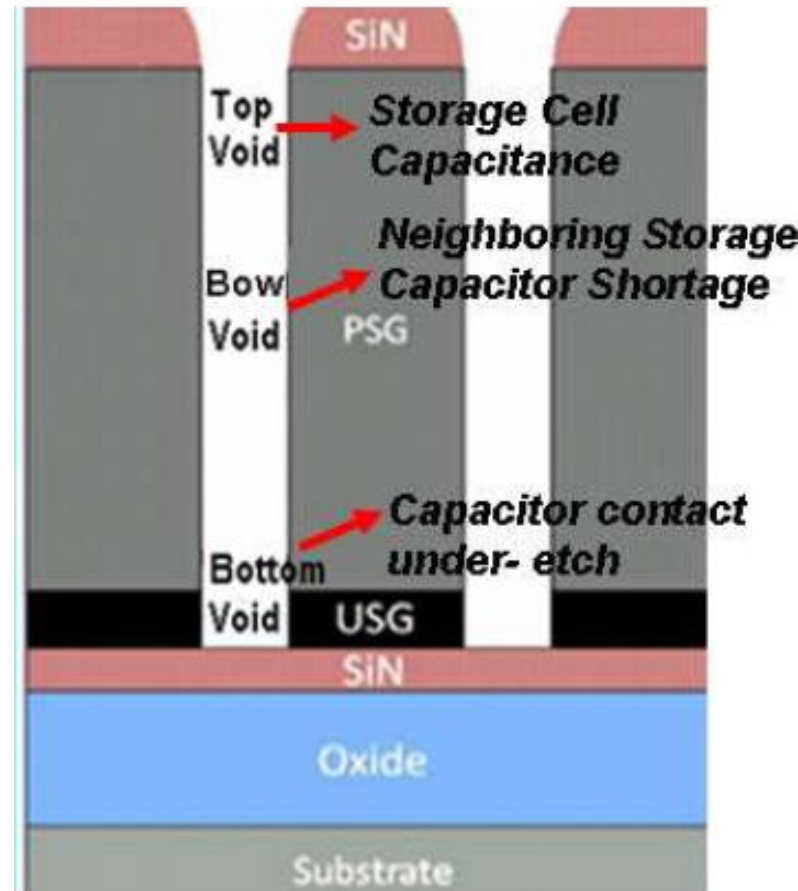 SiN
Top
Void
Storage Cell
Capacitance
Bow
Void
Neighboring Storage
Capacitor Shortage
PSG
Bottom
Void
Capacitor contact
under- etch
USG
SiN
Oxide
Substrate